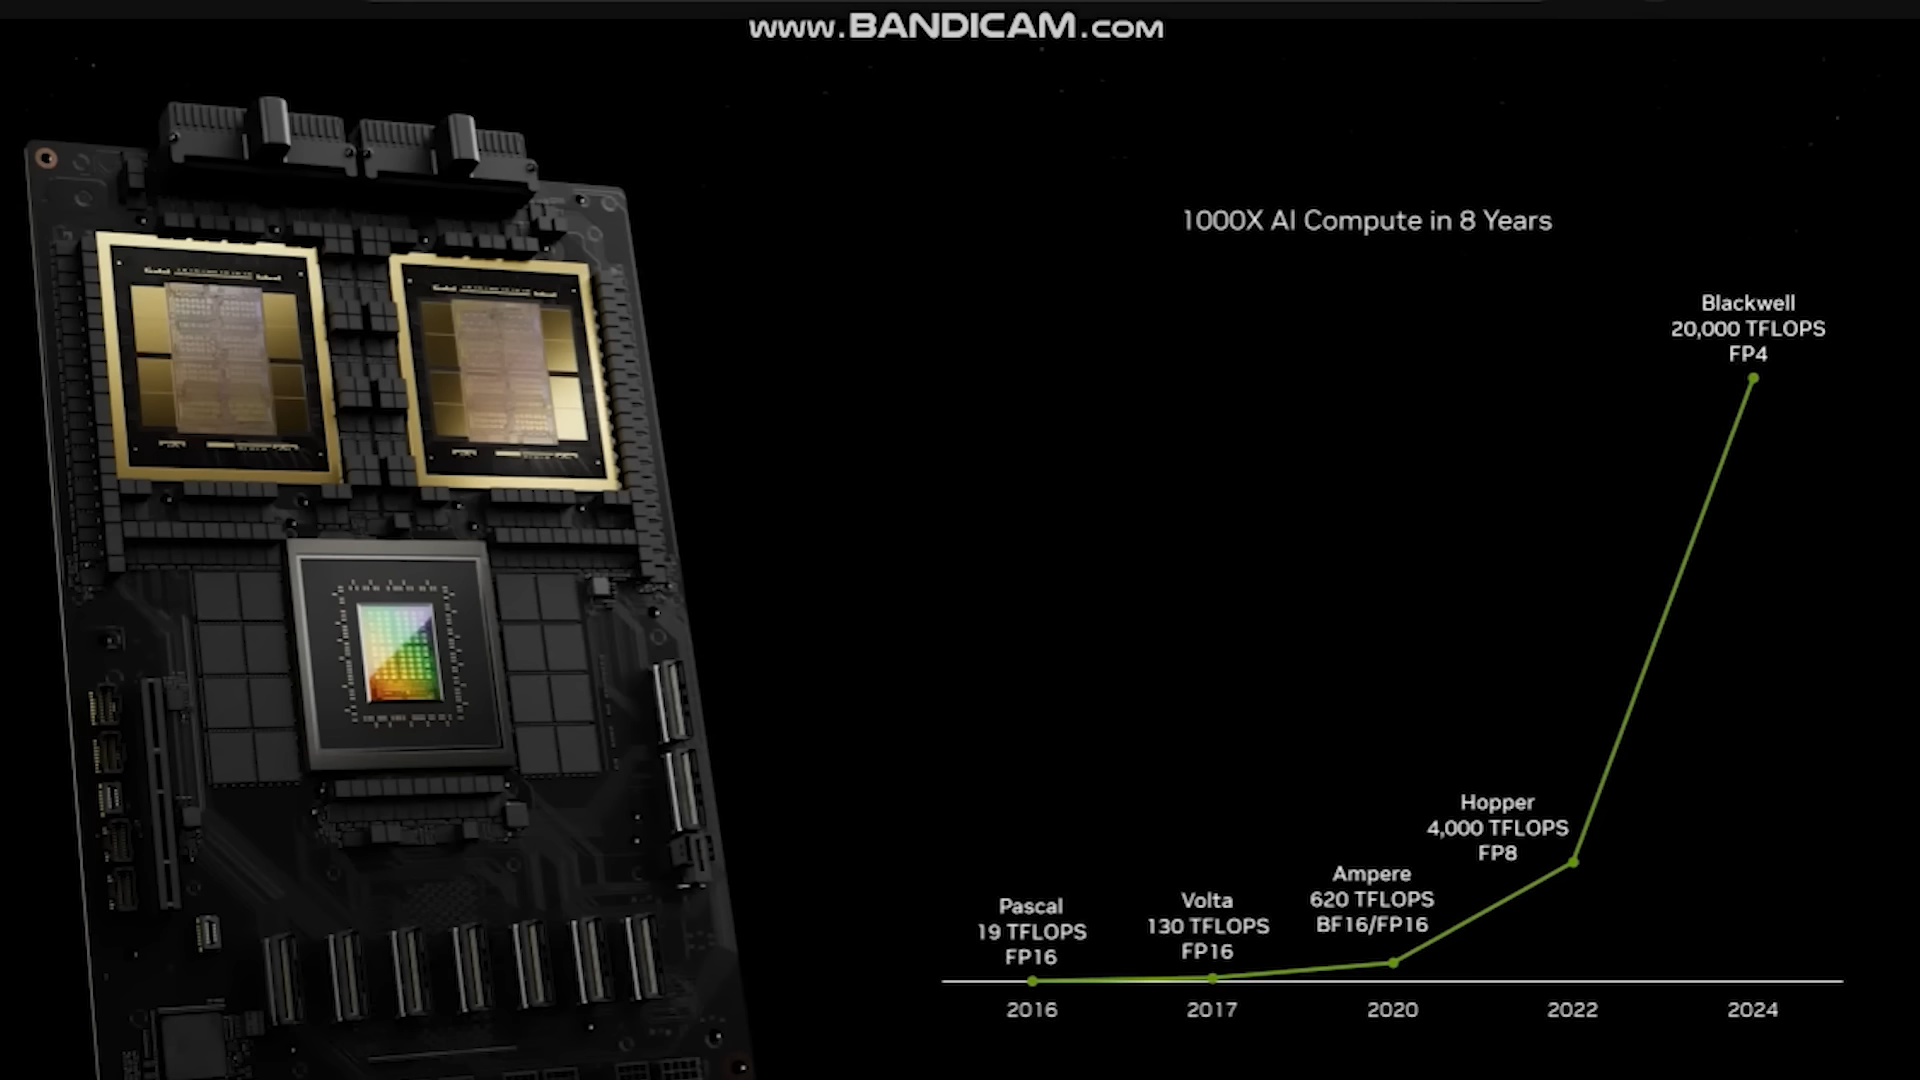 www.BANDICAM.COM
1000X AI Compute in 8 Years
Blackwell
20,000 TFLOPS
FP4
Hopper
4,000 TFLOPS
FP8
Ampere
620 TFLOPS
BF16/FP16
Volta
130 TFLOPS
FP16
Pascal
19 TFLOPS
FP16
2016 2017 2020 2022 2024